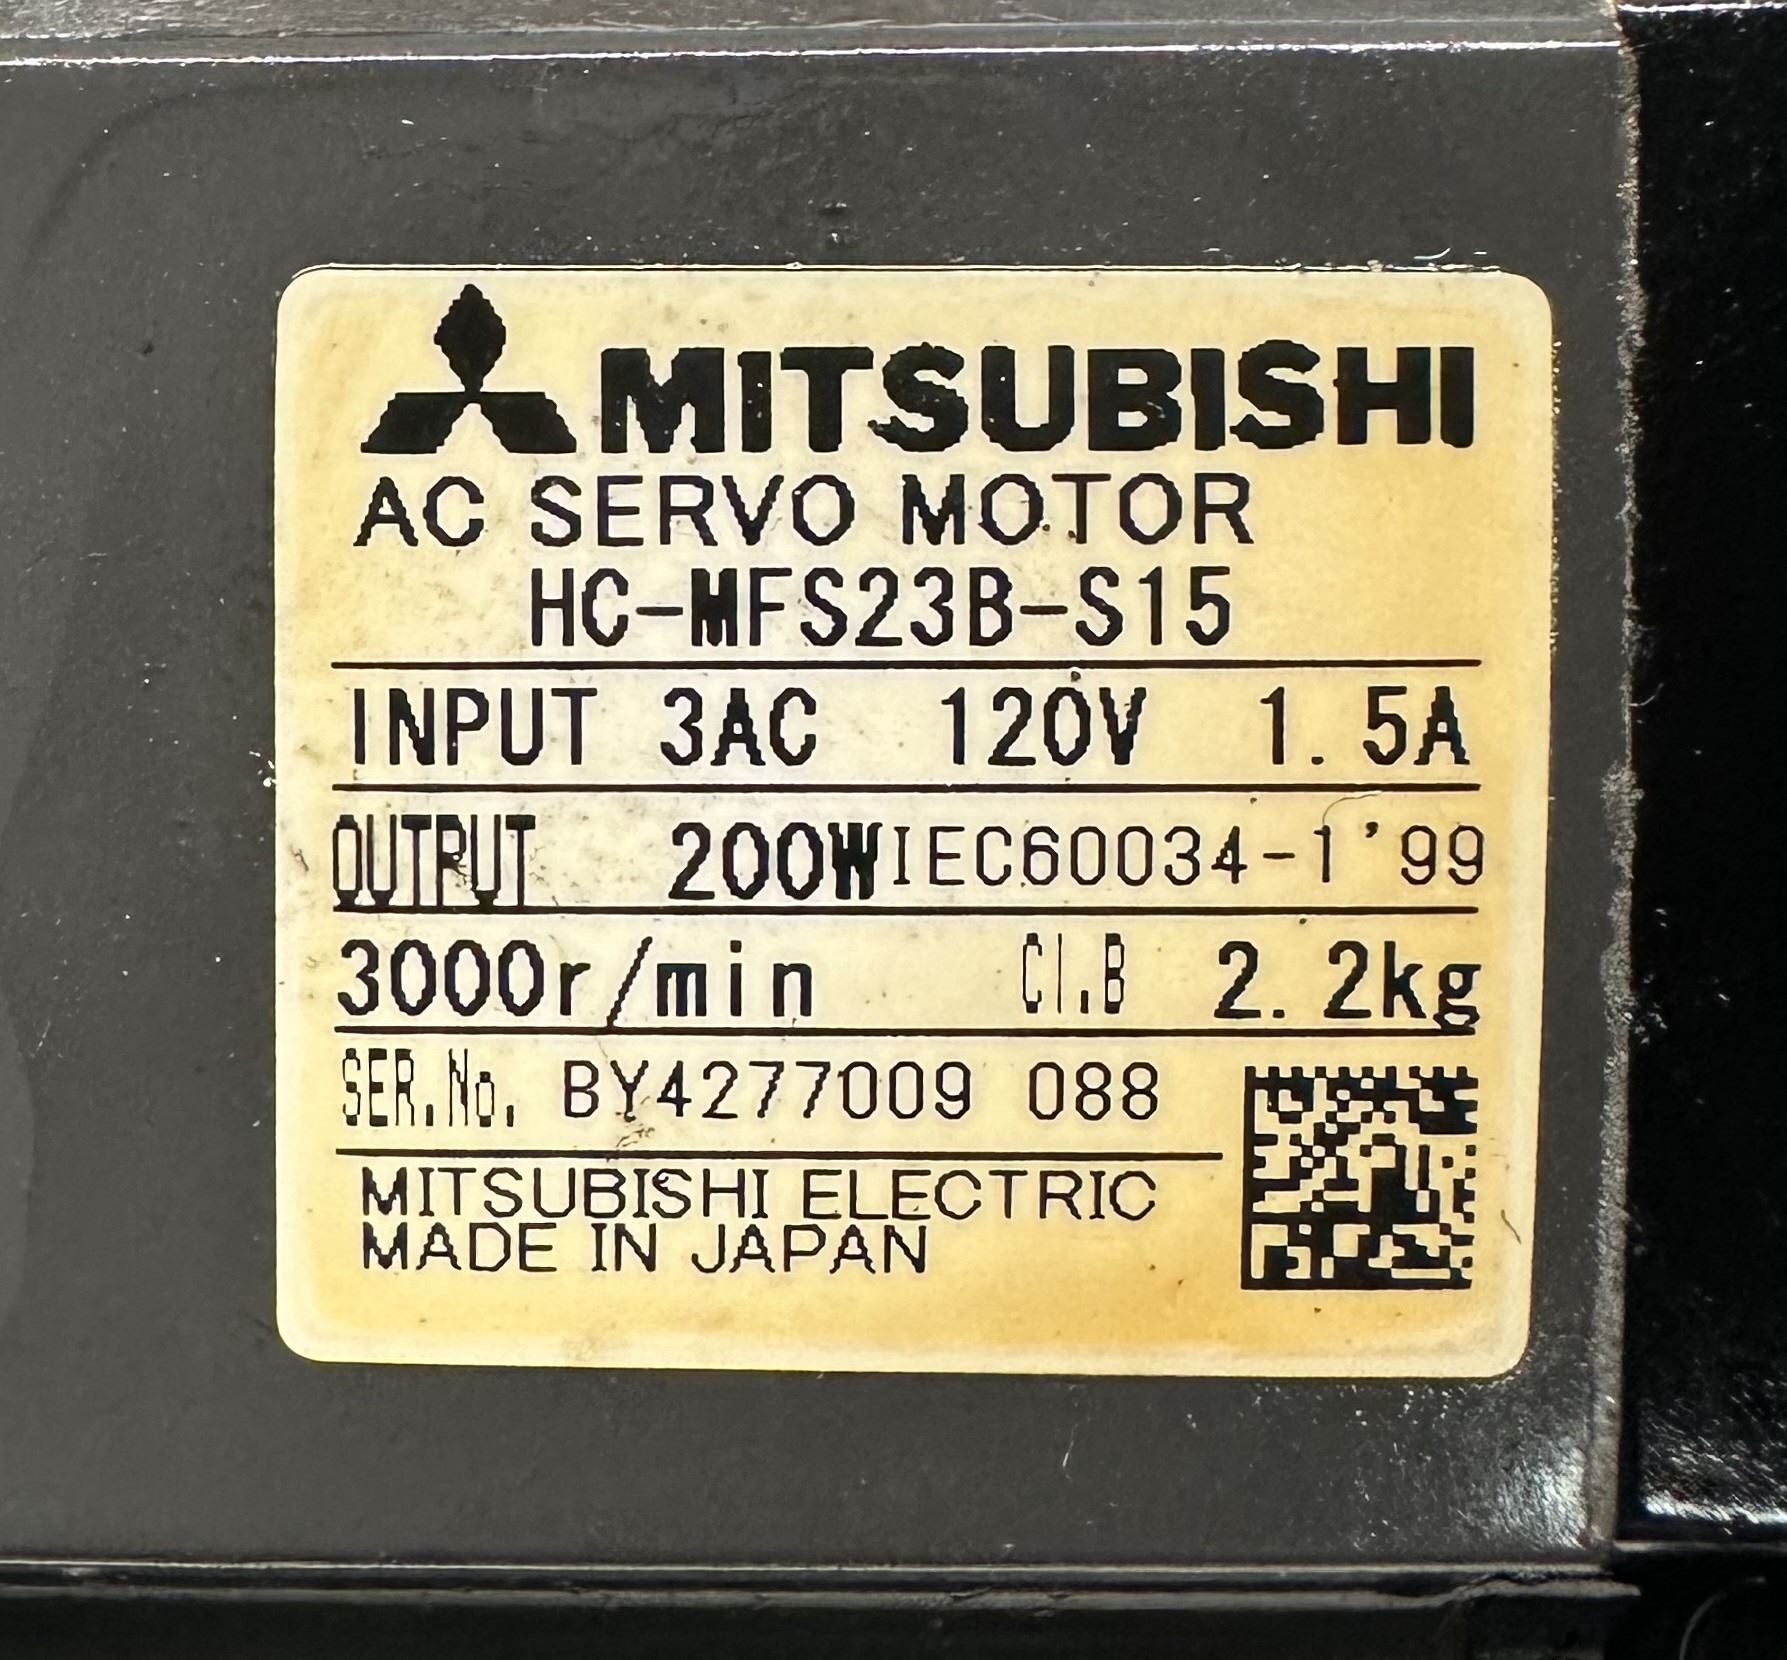 MITSUBISHI
AC SERVO MOTOR
HC-MFS23B-S15
INPUT 3AC 120V 1.5A
OUTPUT 200W IEC60034-1'99
3000r/min Cl.B 2.2kg
SER.No. BY4277009 088
MITSUBISHI ELECTRIC
MADE IN JAPAN